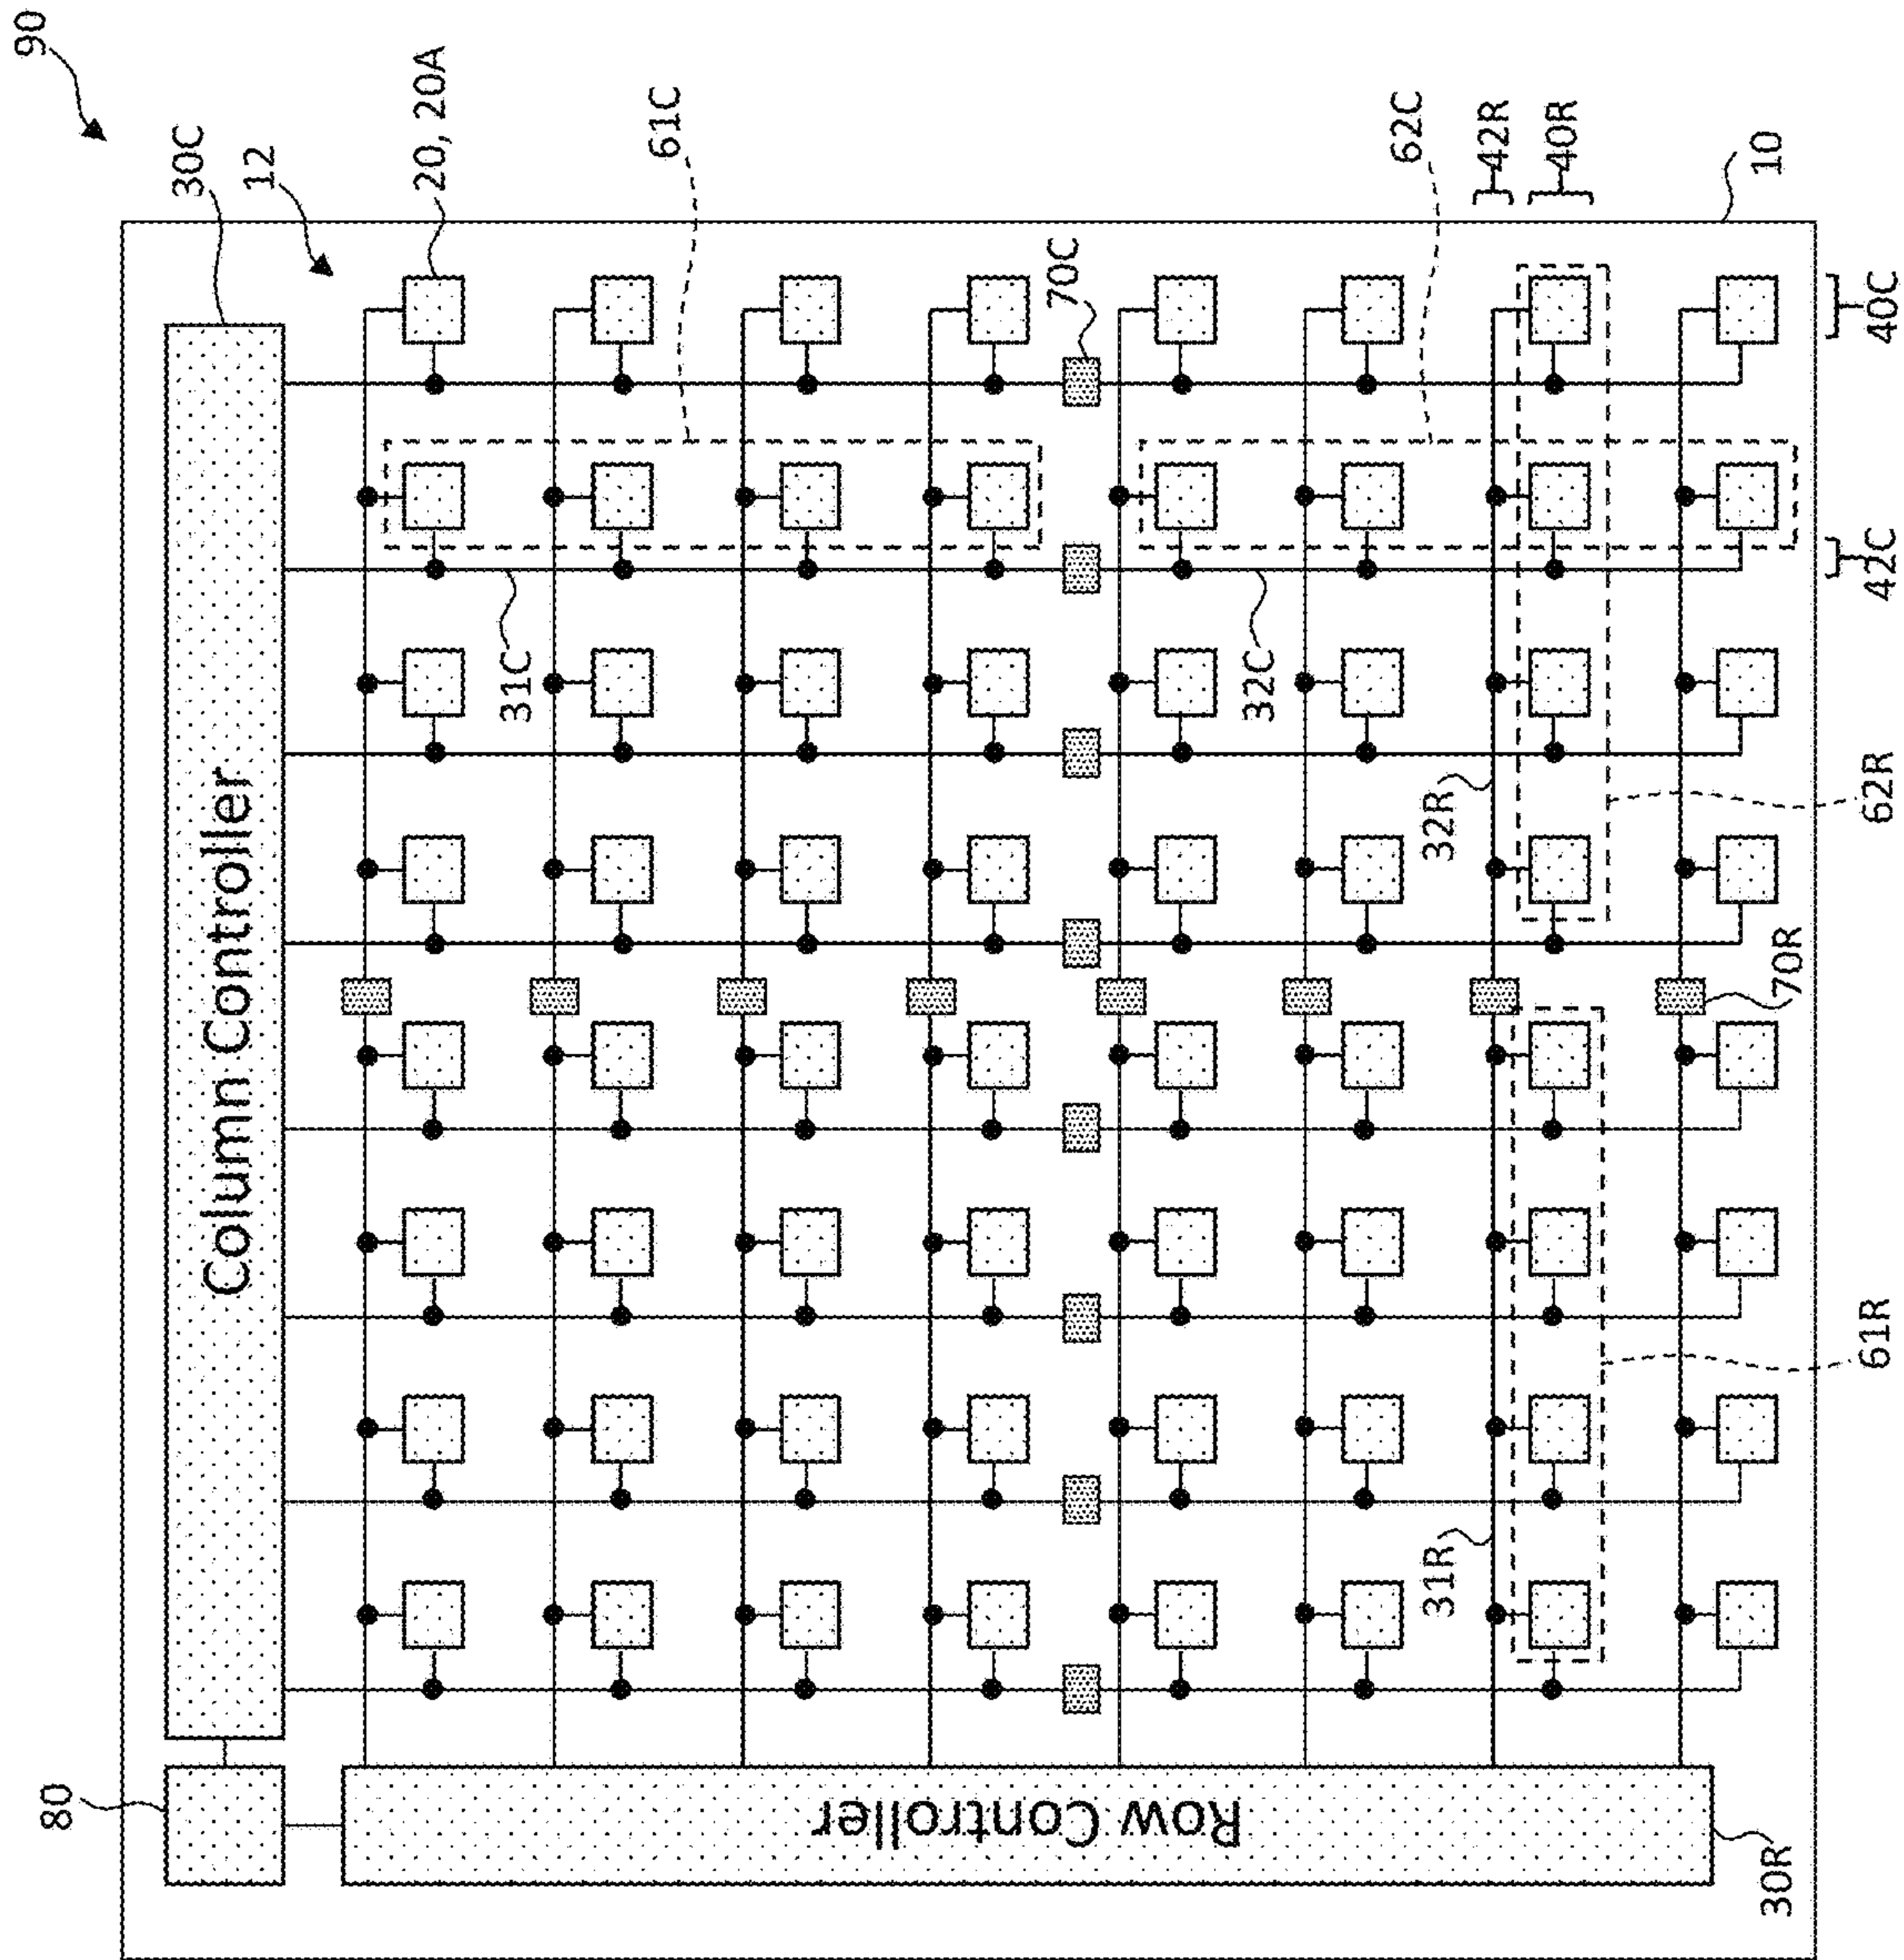 90
30C
12
20, 20A
61C
80
Column Controller
70C
31C
62C
32C
42R
40R
10
Row Controller
32R
31R
70R
40C
42C
62R
61R
30R